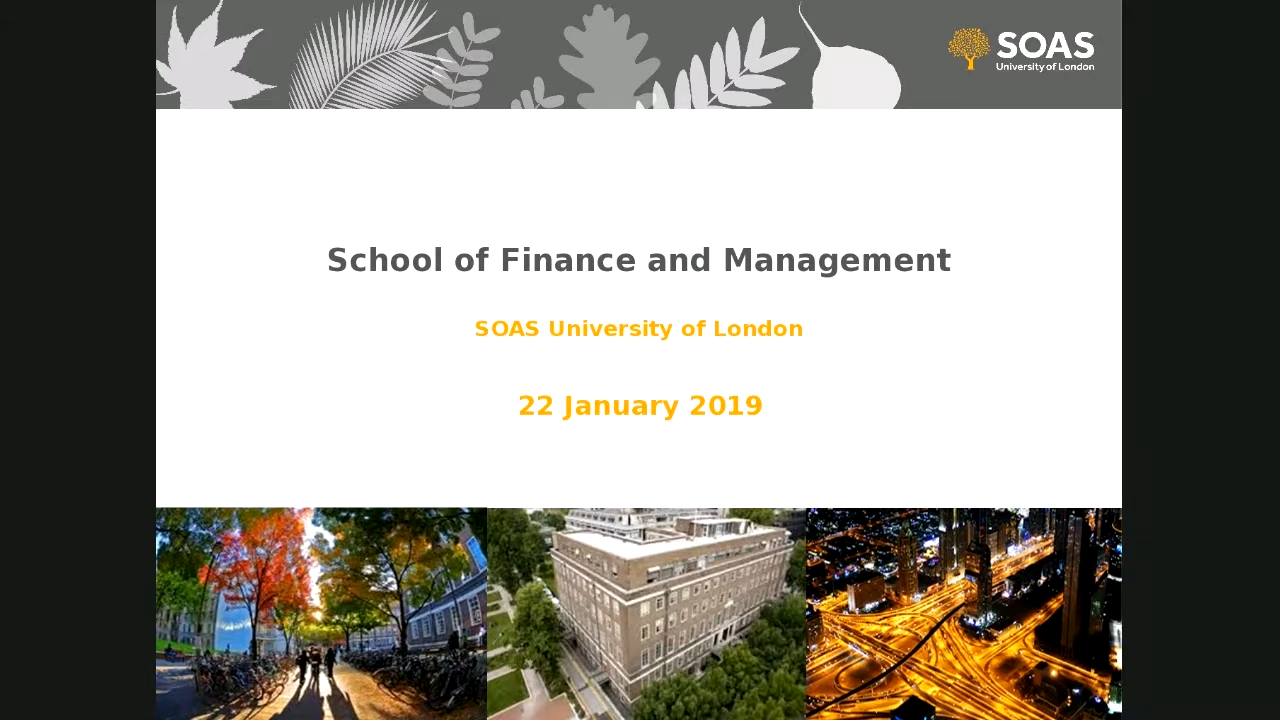 SOAS
University of London
School of Finance and Management
SOAS University of London
22 January 2019